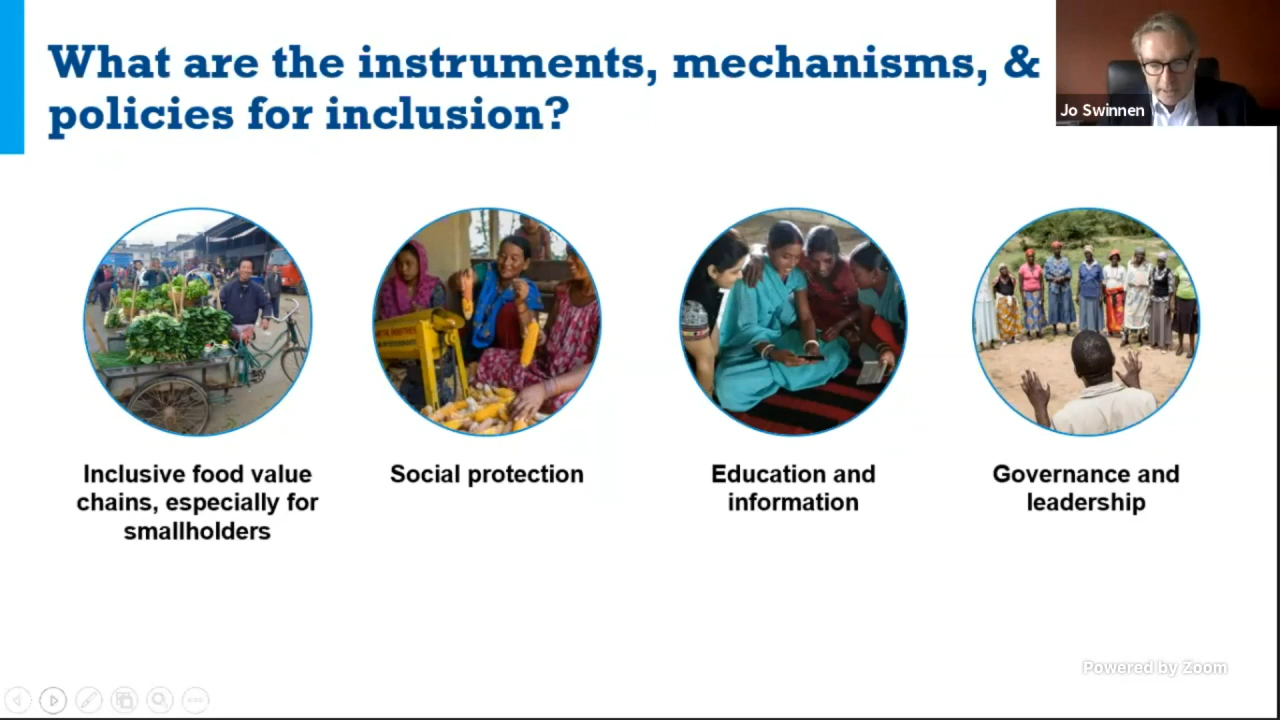 What are the instruments, mechanisms, &
policies for inclusion?
Jo Swinnen
Inclusive food value
chains, especially for
smallholders
Social protection
Education and
information
Governance and
leadership
Powered by Zoom